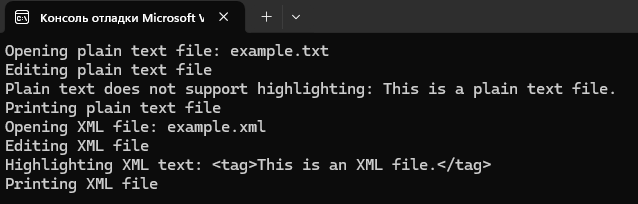 Консоль отладки Microsoft V
Opening plain text file: example.txt
Editing plain text file
Plain text does not support highlighting: This is a plain text file.
Printing plain text file
Opening XML file: example.xml
Editing XML file
Highlighting XML text: <tag>This is an XML file.</tag>
Printing XML file